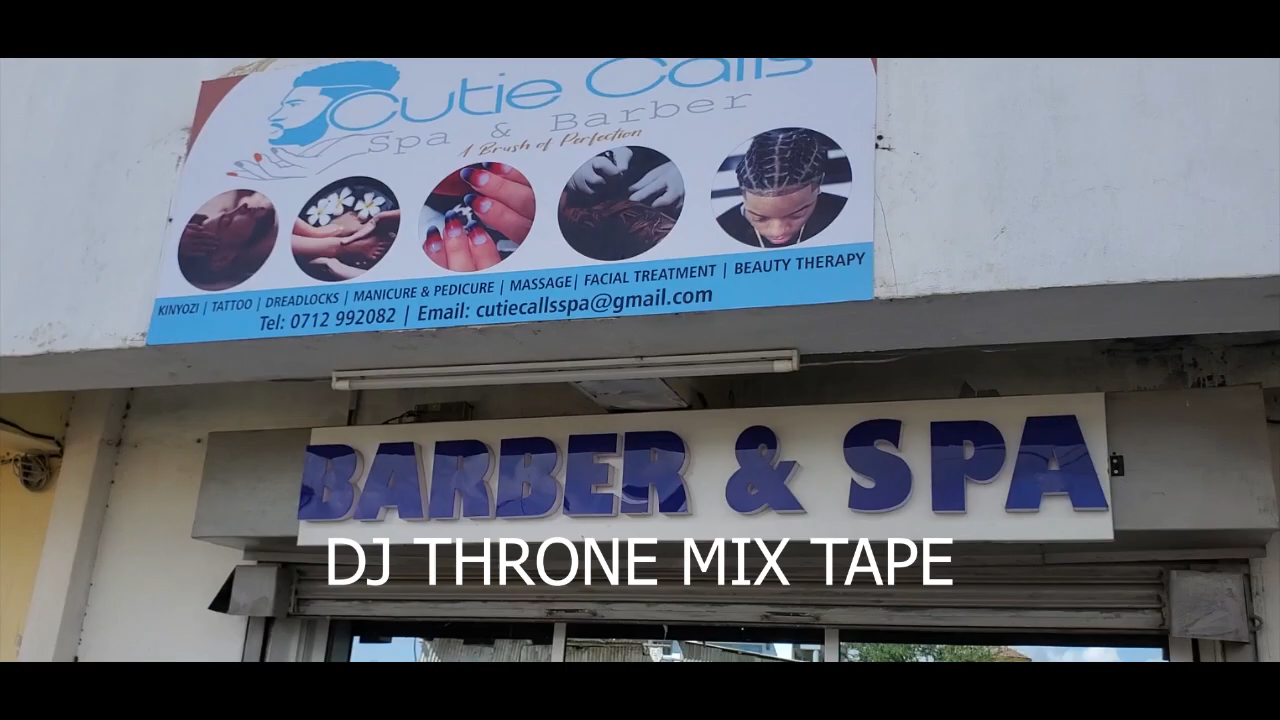 Cutie Calls
Spa & Barber
A Brush of Perfection
KINYOZI | TATTOO | DREADLOCKS | MANICURE & PEDICURE | MASSAGE | FACIAL TREATMENT | BEAUTY THERAPY
Tel: 0712 992082 | Email: cutiecallsspa@gmail.com
BARBER & SPA
DJ THRONE MIX TAPE